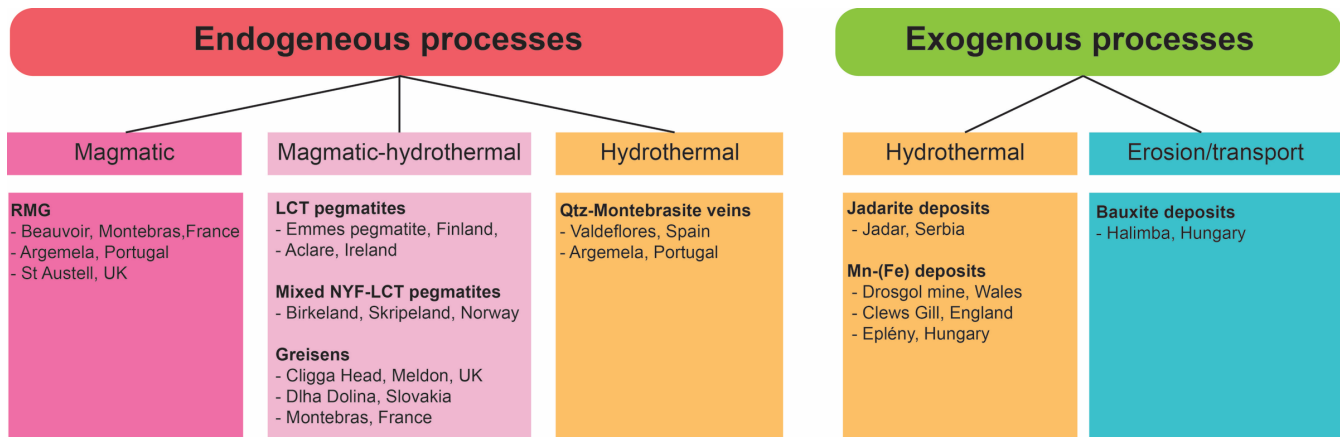 Endogeneous processes
Exogenous processes
Magmatic
Magmatic-hydrothermal
Hydrothermal
Hydrothermal
Erosion/transport
RMG
- Beauvoir, Montebras,France
- Argemela, Portugal
- St Austell, UK
LCT pegmatites
- Emmes pegmatite, Finland,
- Aclare, Ireland
Mixed NYF-LCT pegmatites
- Birkeland, Skripeland, Norway
Greisens
- Cligga Head, Meldon, UK
- Dlha Dolina, Slovakia
- Montebras, France
Qtz-Montebrasite veins
- Valdeflores, Spain
- Argemela, Portugal
Jadarite deposits
- Jadar, Serbia
Mn-(Fe) deposits
- Drosgol mine, Wales
- Clews Gill, England
- Eplény, Hungary
Bauxite deposits
- Halimba, Hungary